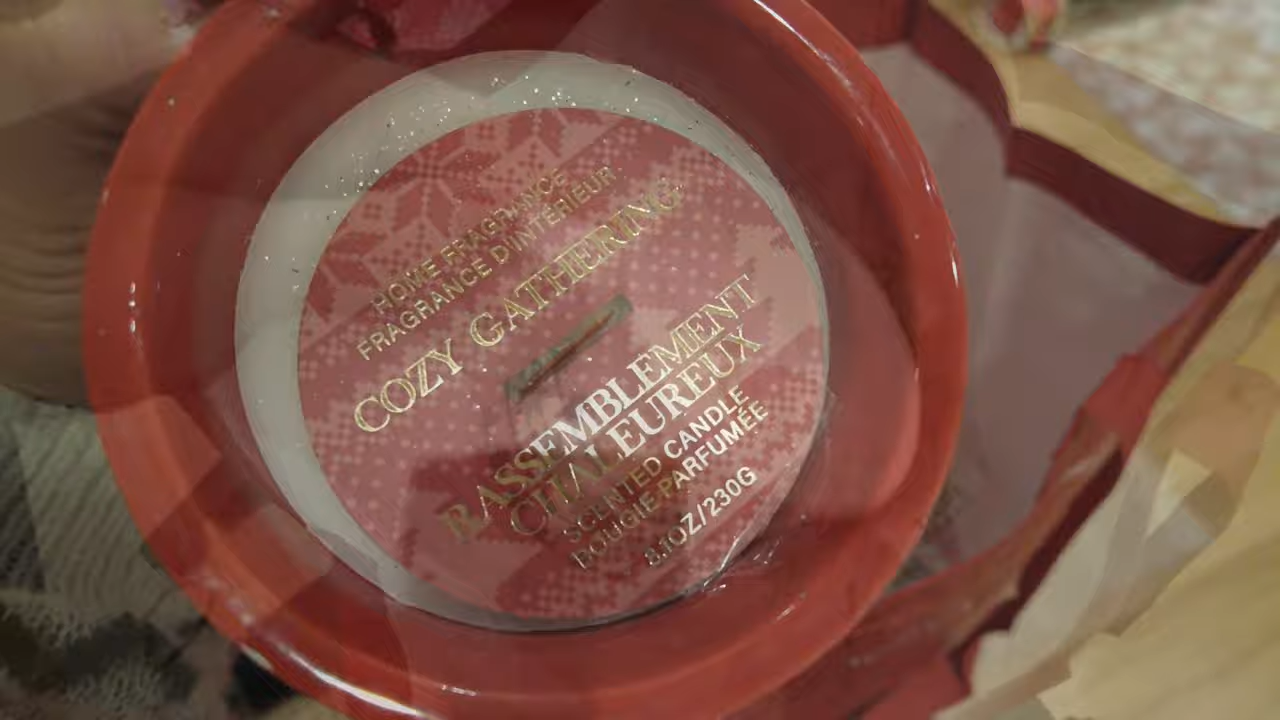 HOME FRAGRANCE
FRAGRANCE D'INTÉRIEUR
COZY GATHERING
RASSEMBLEMENT
CHALEUREUX
SCENTED CANDLE
BOUGIE PARFUMÉE
8.1OZ/230G